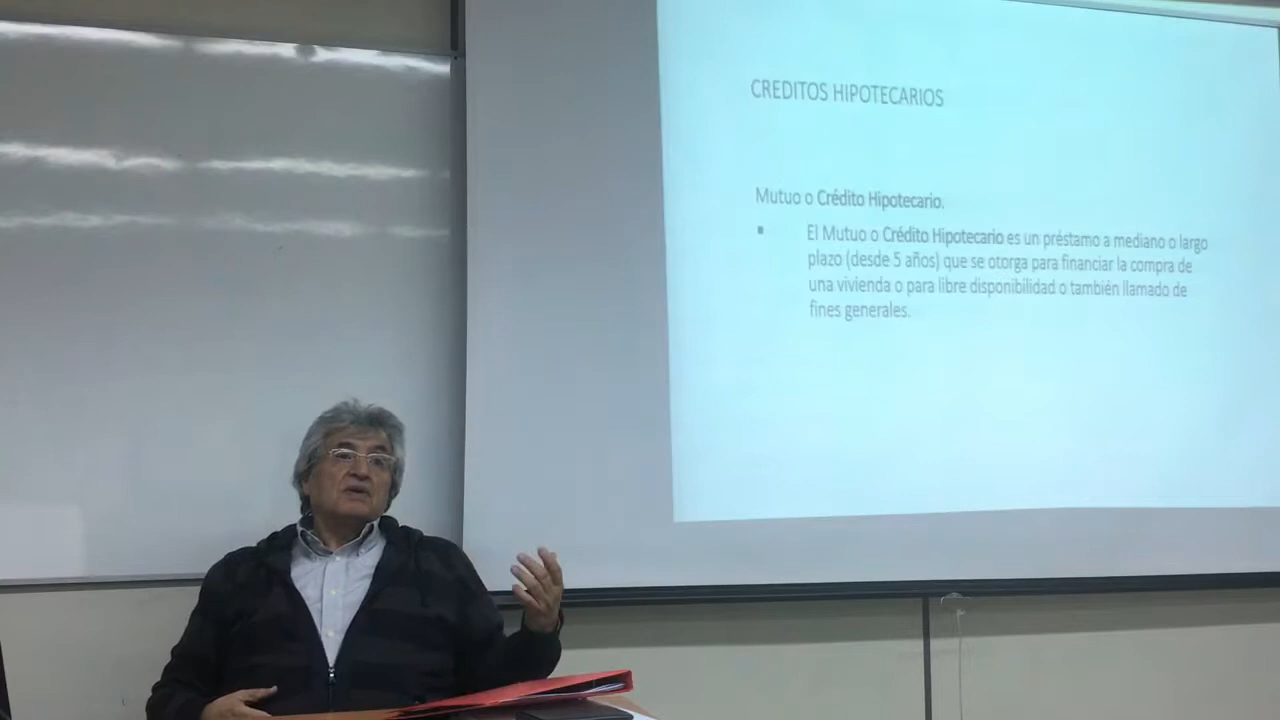 CREDITOS HIPOTECARIOS
Mutuo o Crédito Hipotecario.
▪ El Mutuo o Crédito Hipotecario es un préstamo a mediano o largo
plazo (desde 5 años) que se otorga para financiar la compra de
una vivienda o para libre disponibilidad o también llamado de
fines generales.